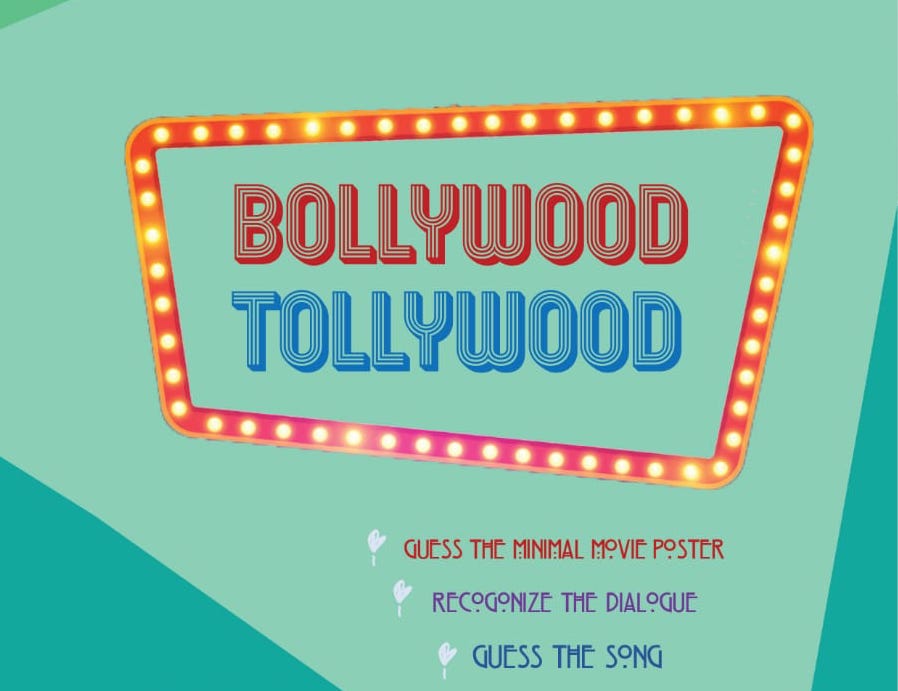 BOLLYWOOD
TOLLYWOOD
GUESS THE MINIMAL MOVIE POSTER
RECOGONIZE THE DIALOGUE
GUESS THE SONG